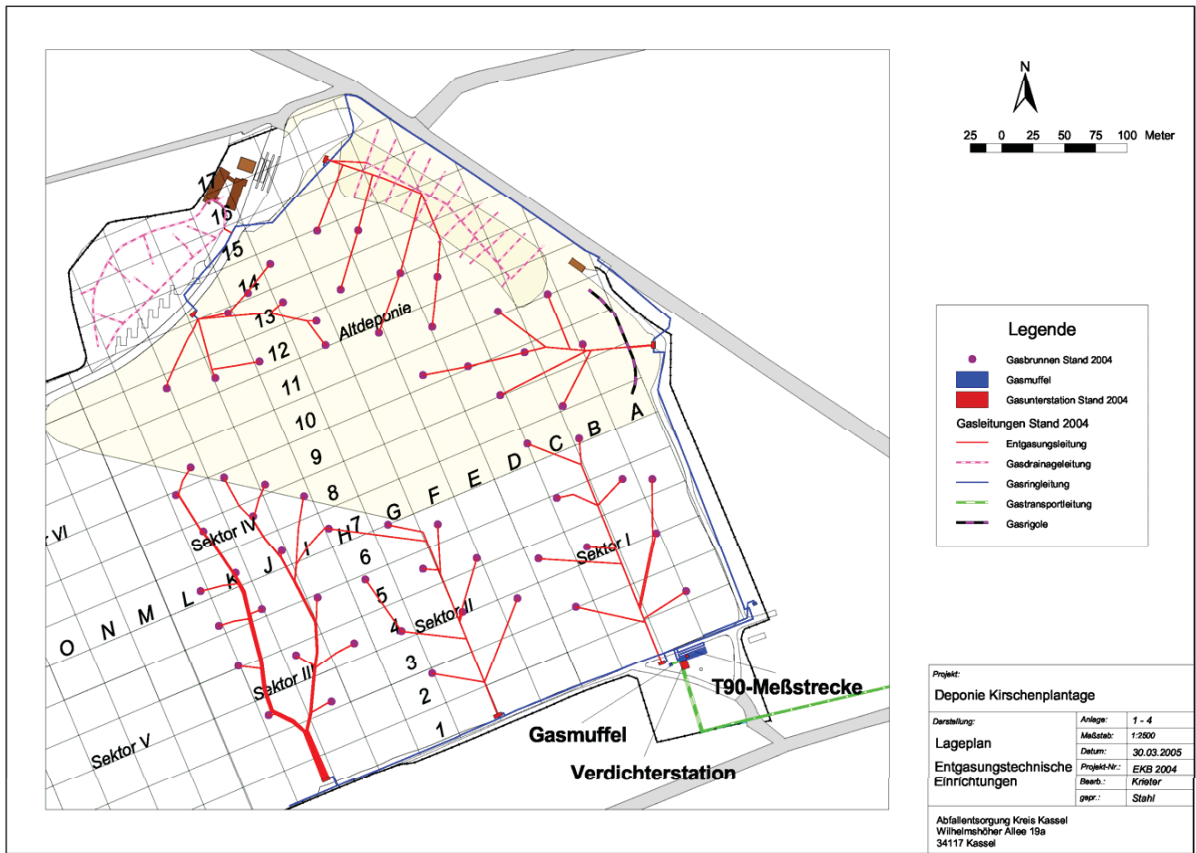 N
25 0 25 50 75 100 Meter
17
16
15
14
13
12
11
10
9
8
7
6
5
4
3
2
1
Altdeponie
A
B
C
D
E
F
G
H
I
J
K
L
M
N
O
Sektor I
Sektor II
Sektor III
Sektor IV
Sektor V
r VI
T90-Meßstrecke
Gasmuffel
Verdichterstation
Legende
Gasbrunnen Stand 2004
Gasmuffel
Gasunterstation Stand 2004
Gasleitungen Stand 2004
Entgasungsleitung
Gasdrainageleitung
Gasringleitung
Gastransportleitung
Gasrigole
Projekt:
Deponie Kirschenplantage
Darstellung:
Lageplan
Entgasungstechnische
Einrichtungen
Anlage: 1 - 4
Maßstab: 1:2500
Datum: 30.03.2005
Projekt-Nr.: EKB 2004
Bearb.: Krieter
gepr.: Stahl
Abfallentsorgung Kreis Kassel
Wilhelmshöher Allee 19a
34117 Kassel